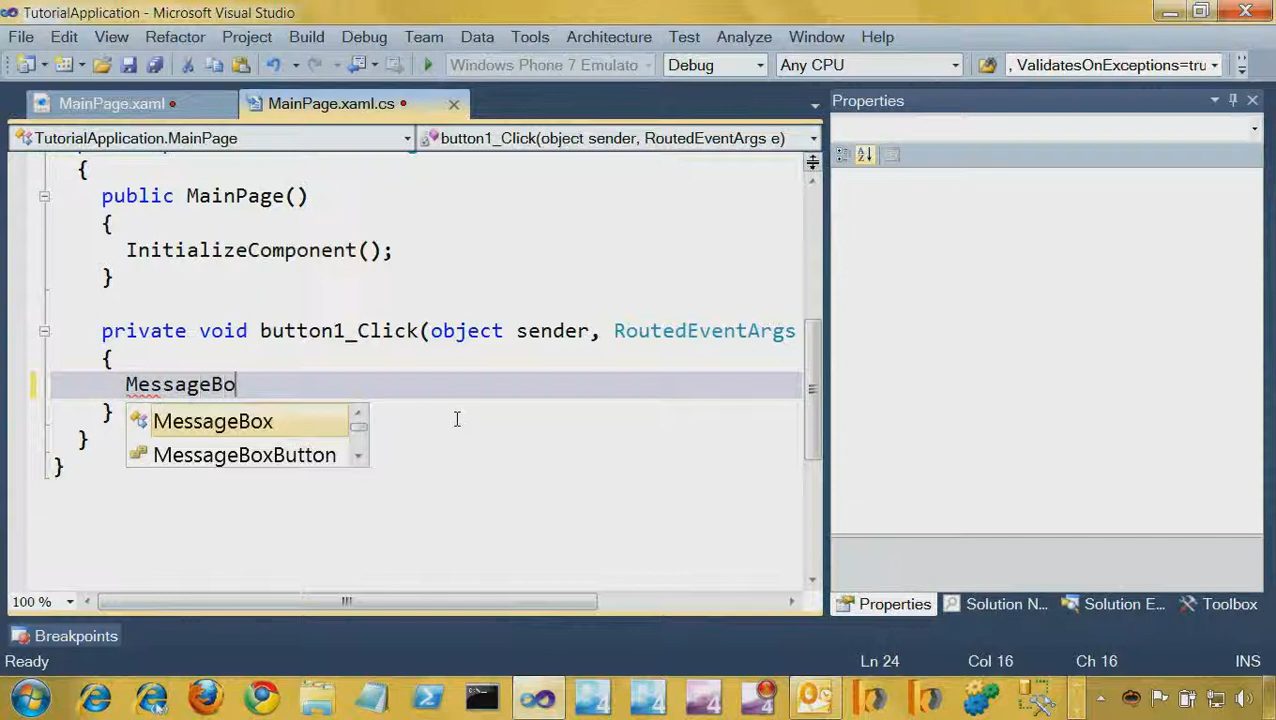 TutorialApplication - Microsoft Visual Studio
File Edit View Refactor Project Build Debug Team Data Tools Architecture Test Analyze Window Help
Windows Phone 7 Emulato Debug Any CPU , ValidatesOnExceptions=tru
MainPage.xaml MainPage.xaml.cs Properties
TutorialApplication.MainPage button1_Click(object sender, RoutedEventArgs e)
{
public MainPage()
{
InitializeComponent();
}
private void button1_Click(object sender, RoutedEventArgs
{
MessageBo
}
MessageBox
}
MessageBoxButton
}
100 %
Properties Solution N... Solution E... Toolbox
Breakpoints
Ready Ln 24 Col 16 Ch 16 INS